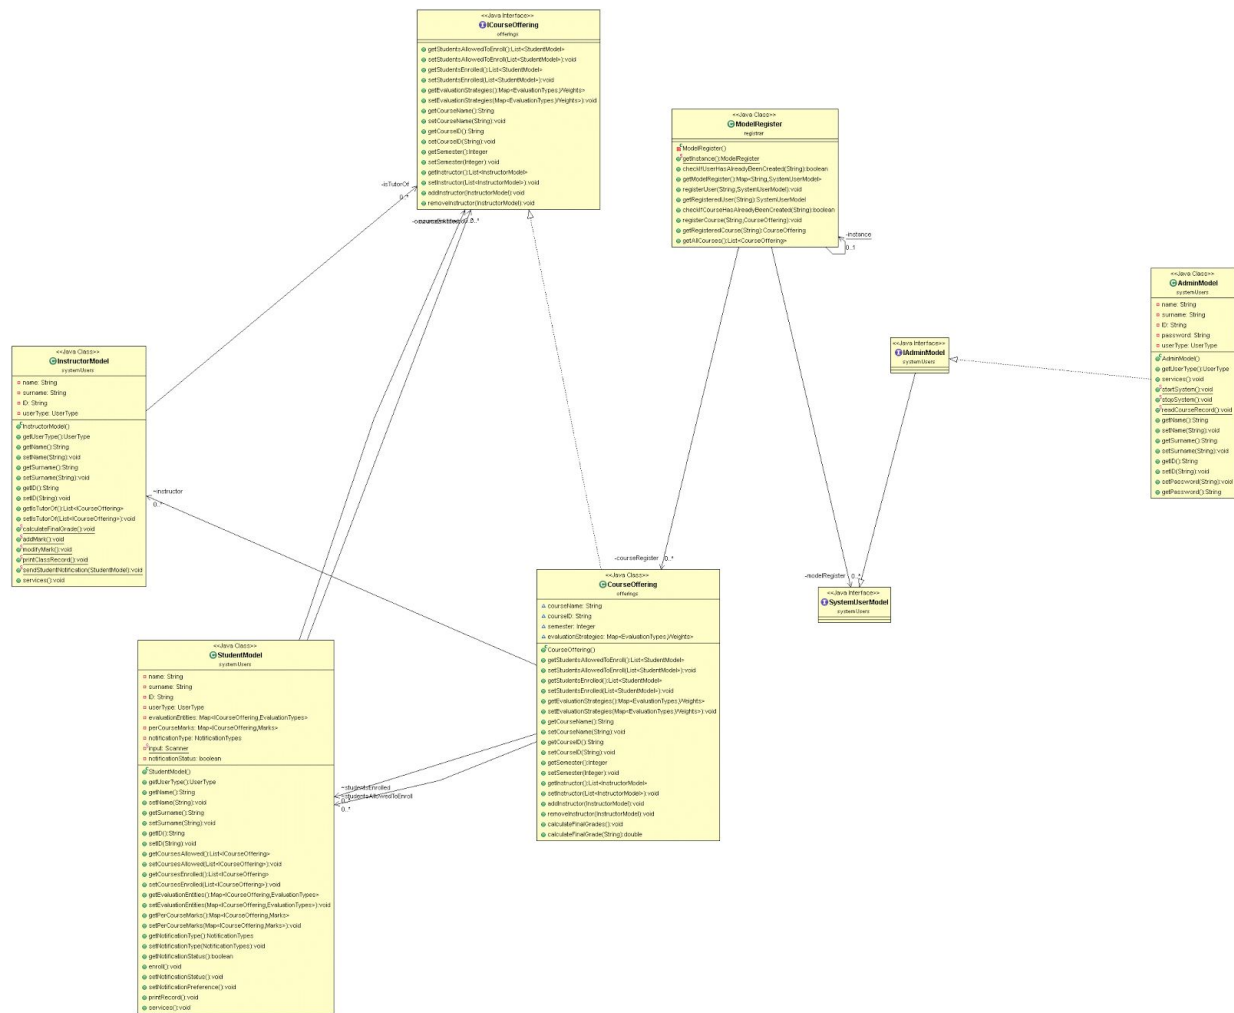 <<Java Interface>>
ICourseOffering
offerings
getStudentsAllowedToEnroll():List<StudentModel>
setStudentsAllowedToEnroll(List<StudentModel>):void
getStudentsEnrolled():List<StudentModel>
setStudentsEnrolled(List<StudentModel>):void
getEvaluationStrategies():Map<EvaluationTypes,Weights>
setEvaluationStrategies(Map<EvaluationTypes,Weights>):void
getCourseName():String
setCourseName(String):void
getCourseID():String
setCourseID(String):void
getSemester():Integer
setSemester(Integer):void
getInstructor():List<InstructorModel>
setInstructor(List<InstructorModel>):void
addInstructor(InstructorModel):void
removeInstructor(InstructorModel):void
<<Java Class>>
ModelRegister
registrar
ModelRegister()
getInstance():ModelRegister
checkIfUserHasAlreadyBeenCreated(String):boolean
getModelRegister():Map<String,SystemUserModel>
registerUser(String,SystemUserModel):void
getRegisteredUser(String):SystemUserModel
checkIfCourseHasAlreadyBeenCreated(String):boolean
registerCourse(String,CourseOffering):void
getRegisteredCourse(String):CourseOffering
getAllCourses():List<CourseOffering>
-instance
0..1
-isTutorOf
0..*
0..*
<<Java Class>>
AdminModel
systemUsers
name: String
surname: String
ID: String
password: String
userType: UserType
AdminModel()
getUserType():UserType
services():void
startSystem():void
stopSystem():void
readCourseRecord():void
getName():String
setName(String):void
getSurname():String
setSurname(String):void
getID():String
setID(String):void
setPassword(String):void
getPassword():String
<<Java Interface>>
IAdminModel
systemUsers
<<Java Class>>
InstructorModel
systemUsers
name: String
surname: String
ID: String
userType: UserType
InstructorModel()
getUserType():UserType
getName():String
setName(String):void
getSurname():String
setSurname(String):void
getID():String
setID(String):void
getIsTutorOf():List<ICourseOffering>
setIsTutorOf(List<ICourseOffering>):void
calculateFinalGrade():void
addMark():void
modifyMark():void
printClassRecord():void
sendStudentNotification(StudentModel):void
services():void
~instructor
0..*
-courseRegister 0..*
-modelRegister 0..*
<<Java Interface>>
SystemUserModel
systemUsers
<<Java Class>>
CourseOffering
offerings
courseName: String
courseID: String
semester: Integer
evaluationStrategies: Map<EvaluationTypes,Weights>
CourseOffering()
getStudentsAllowedToEnroll():List<StudentModel>
setStudentsAllowedToEnroll(List<StudentModel>):void
getStudentsEnrolled():List<StudentModel>
setStudentsEnrolled(List<StudentModel>):void
getEvaluationStrategies():Map<EvaluationTypes,Weights>
setEvaluationStrategies(Map<EvaluationTypes,Weights>):void
getCourseName():String
setCourseName(String):void
getCourseID():String
setCourseID(String):void
getSemester():Integer
setSemester(Integer):void
getInstructor():List<InstructorModel>
setInstructor(List<InstructorModel>):void
addInstructor(InstructorModel):void
removeInstructor(InstructorModel):void
calculateFinalGrades():void
calculateFinalGrade(String):double
<<Java Class>>
StudentModel
systemUsers
name: String
surname: String
ID: String
userType: UserType
evaluationEntities: Map<ICourseOffering,EvaluationTypes>
perCourseMarks: Map<ICourseOffering,Marks>
notificationType: NotificationTypes
input: Scanner
notificationStatus: boolean
StudentModel()
getUserType():UserType
getName():String
setName(String):void
getSurname():String
setSurname(String):void
getID():String
setID(String):void
getCoursesAllowed():List<ICourseOffering>
setCoursesAllowed(List<ICourseOffering>):void
getCoursesEnrolled():List<ICourseOffering>
setCoursesEnrolled(List<ICourseOffering>):void
getEvaluationEntities():Map<ICourseOffering,EvaluationTypes>
setEvaluationEntities(Map<ICourseOffering,EvaluationTypes>):void
getPerCourseMarks():Map<ICourseOffering,Marks>
setPerCourseMarks(Map<ICourseOffering,Marks>):void
getNotificationType():NotificationTypes
setNotificationType(NotificationTypes):void
getNotificationStatus():boolean
enroll():void
setNotificationStatus():void
setNotificationPreference():void
printRecord():void
services():void
~studentsEnrolled
0..*
~studentsAllowedToEnroll
0..*